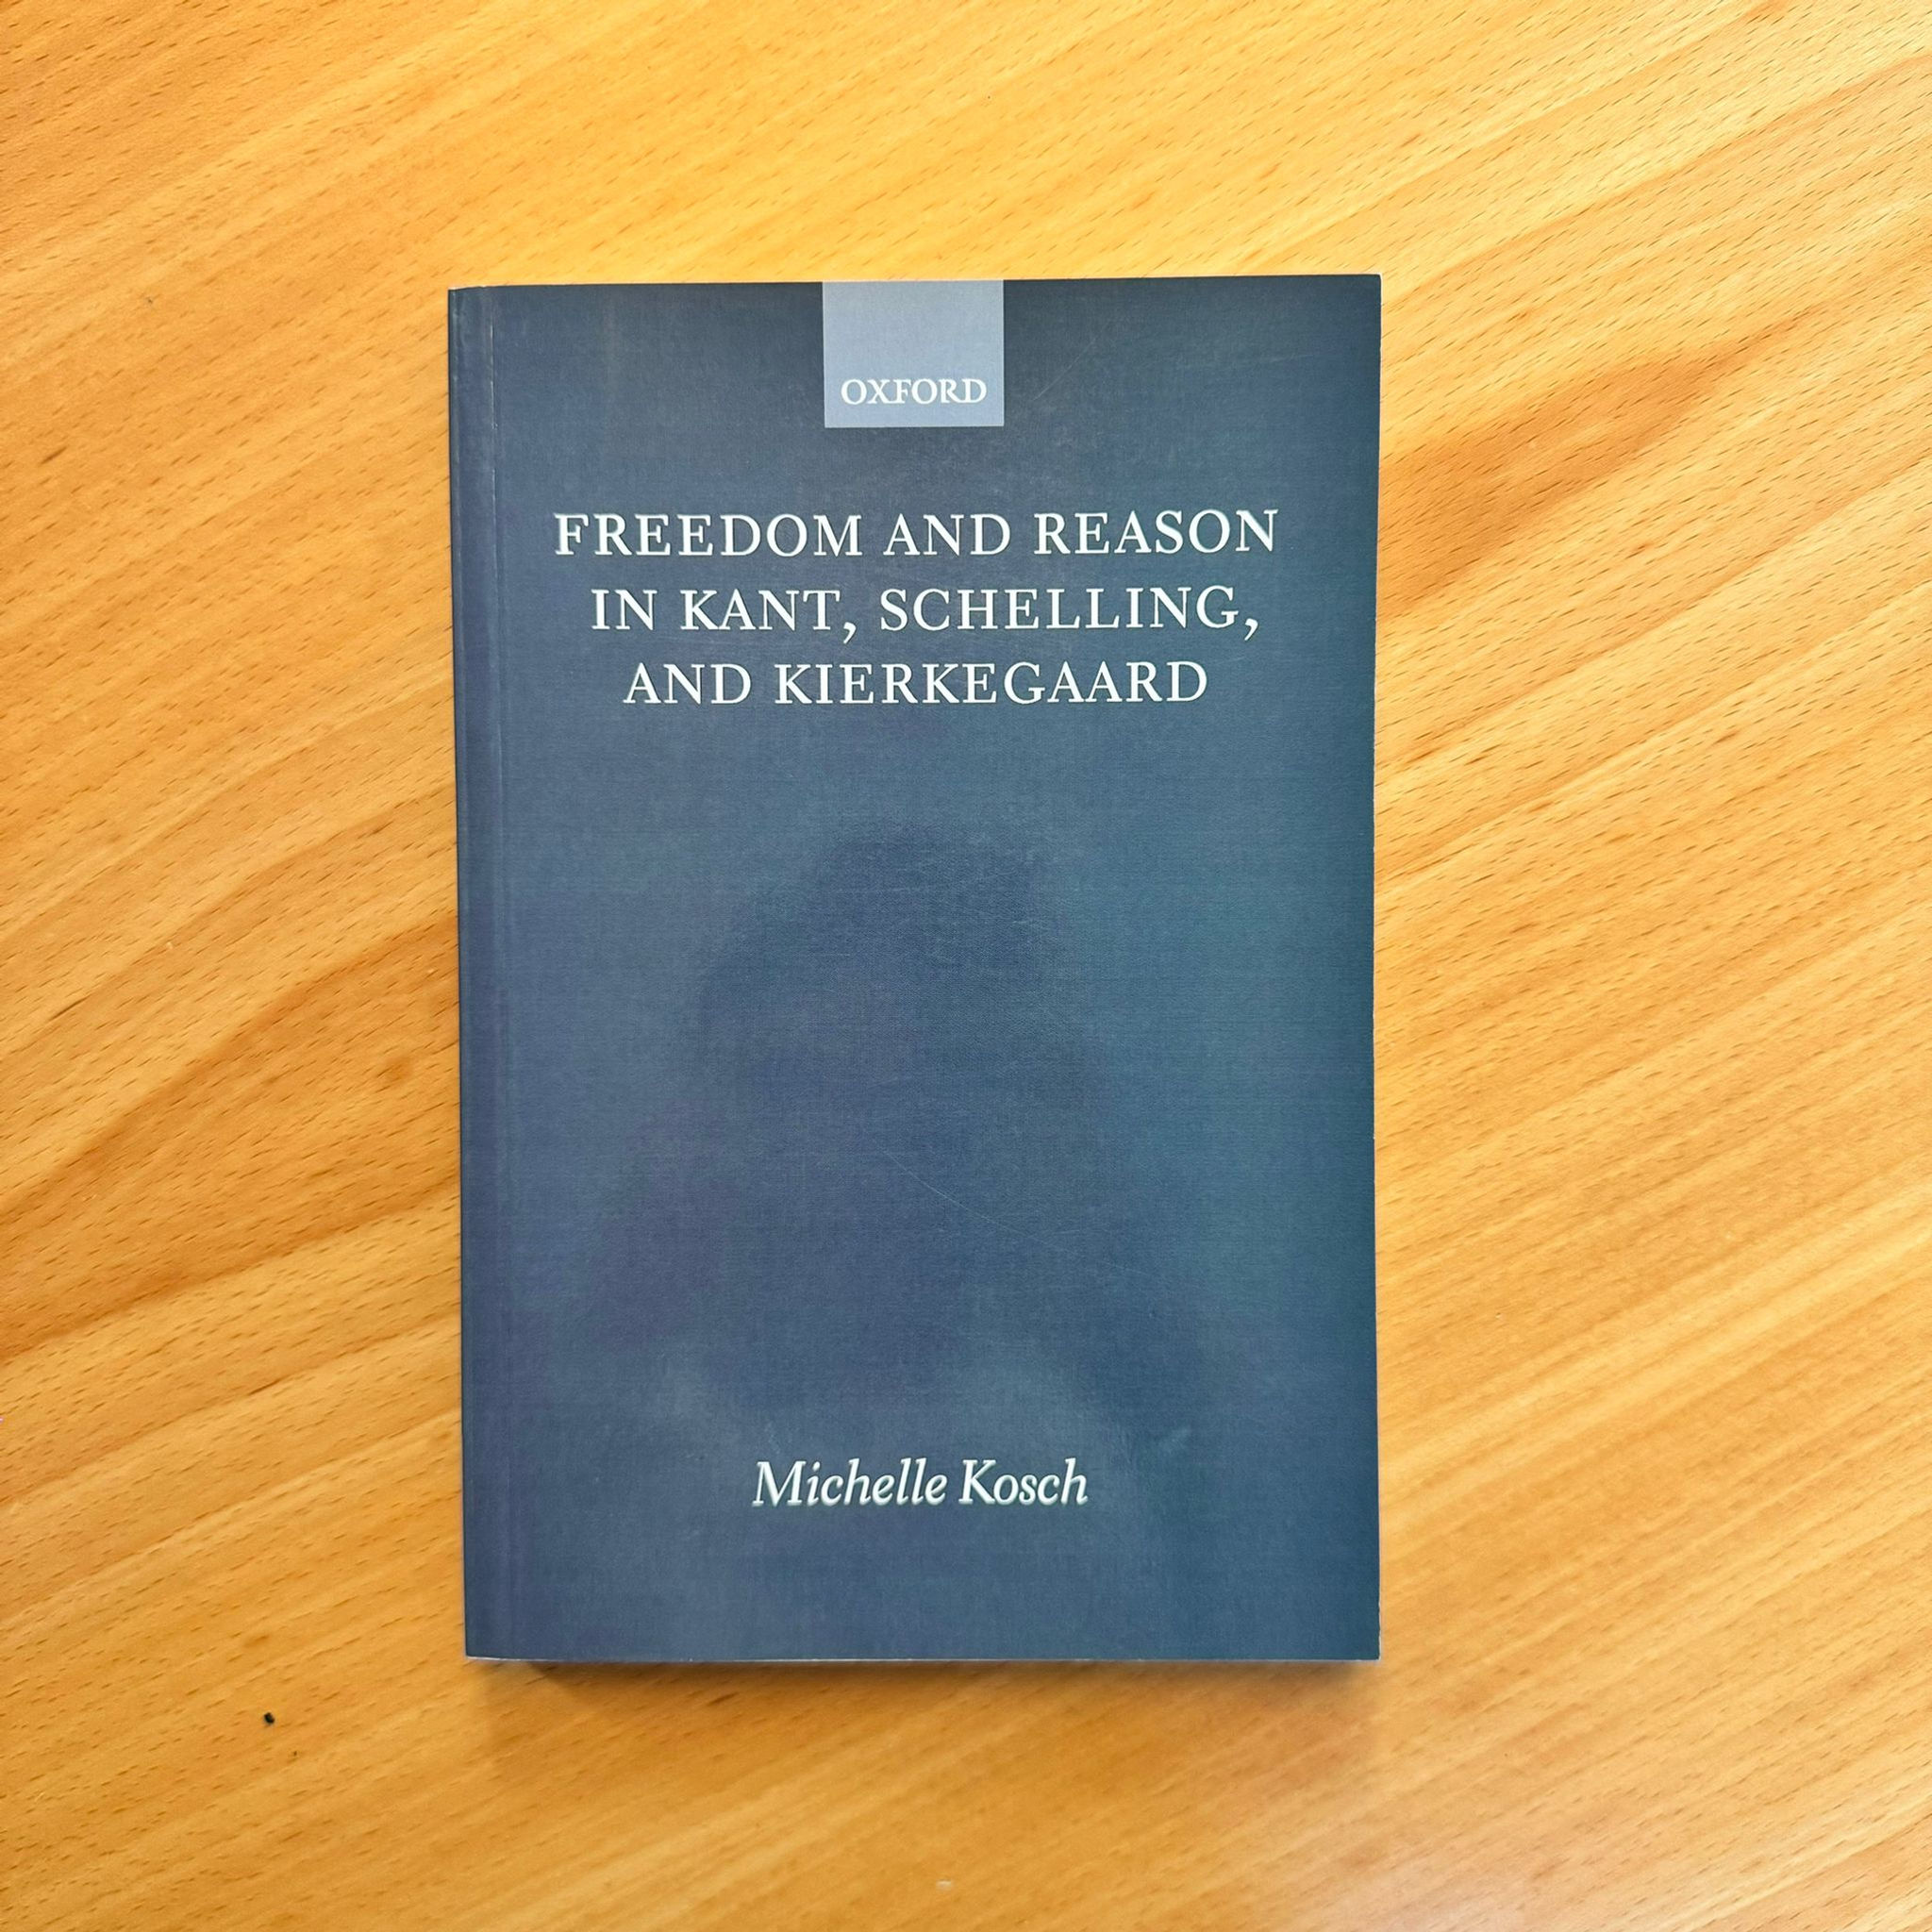 OXFORD
FREEDOM AND REASON
IN KANT, SCHELLING,
AND KIERKEGAARD
Michelle Kosch